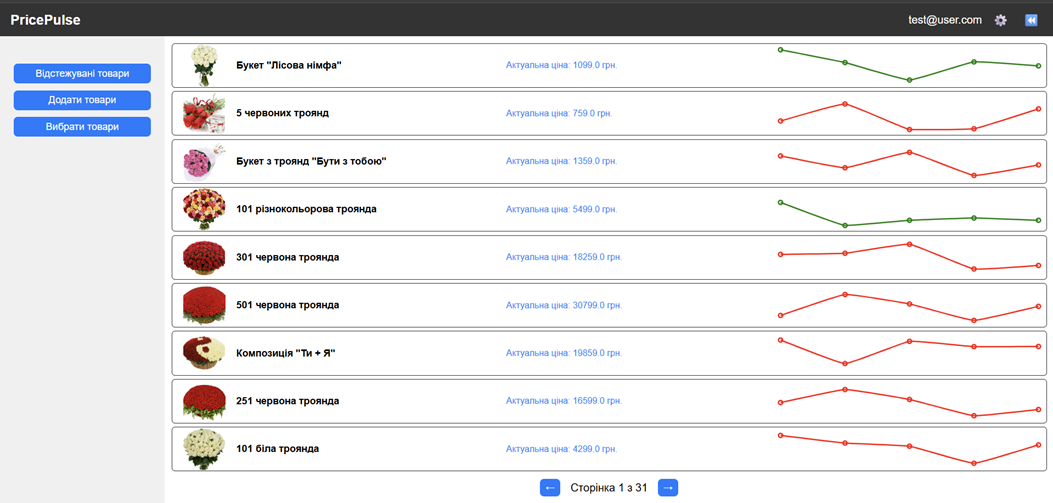 PricePulse
test@user.com
Відстежувані товари
Додати товари
Вибрати товари
Букет "Лісова німфа" Актуальна ціна: 1099.0 грн.
5 червоних троянд Актуальна ціна: 759.0 грн.
Букет з троянд "Бути з тобою" Актуальна ціна: 1359.0 грн.
101 різнокольорова троянда Актуальна ціна: 5499.0 грн.
301 червона троянда Актуальна ціна: 18259.0 грн.
501 червона троянда Актуальна ціна: 30799.0 грн.
Композиція "Ти + Я" Актуальна ціна: 19859.0 грн.
251 червона троянда Актуальна ціна: 16599.0 грн.
101 біла троянда Актуальна ціна: 4299.0 грн.
← Сторінка 1 з 31 →